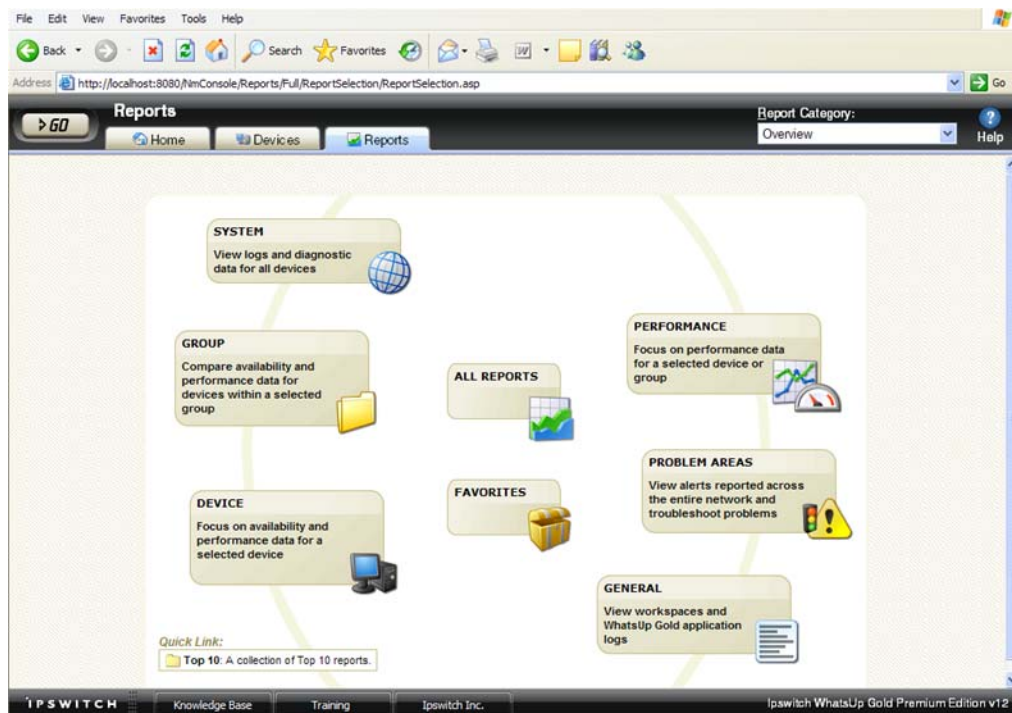 File Edit View Favorites Tools Help
Back Search Favorites
Address http://localhost:8080/NmConsole/Reports/Full/ReportSelection/ReportSelection.asp Go
GO Reports Report Category:
Home Devices Reports Overview Help
SYSTEM
View logs and diagnostic
data for all devices
GROUP
Compare availability and
performance data for
devices within a selected
group
DEVICE
Focus on availability and
performance data for a
selected device
ALL REPORTS
FAVORITES
PERFORMANCE
Focus on performance data
for a selected device or
group
PROBLEM AREAS
View alerts reported across
the entire network and
troubleshoot problems
GENERAL
View workspaces and
WhatsUp Gold application
logs
Quick Link:
Top 10: A collection of Top 10 reports.
IPSWITCH Knowledge Base Training Ipswitch Inc. Ipswitch WhatsUp Gold Premium Edition v12